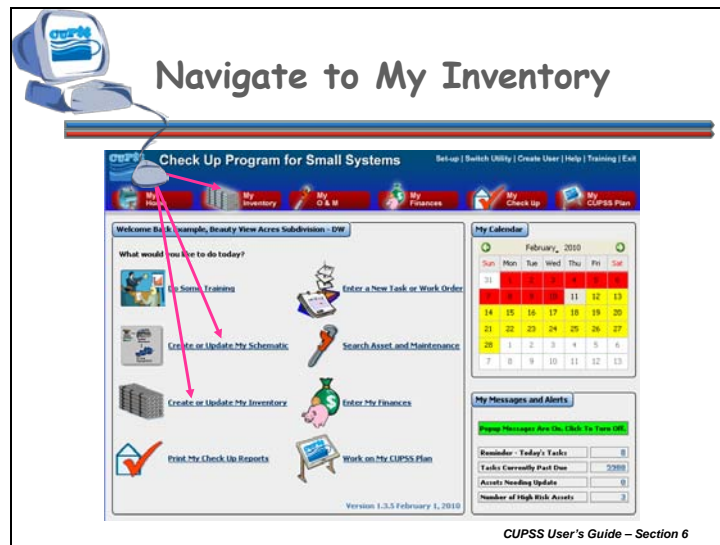 CUPSS
Navigate to My Inventory
CUPSS
Check Up Program for Small Systems
Set-up | Switch Utility | Create User | Help | Training | Exit
My Home
My Inventory
My O & M
My Finances
My Check Up
My CUPSS Plan
Welcome Back Example, Beauty View Acres Subdivision - DW
What would you like to do today?
Do Some Training
Enter a New Task or Work Order
Create or Update My Schematic
Search Asset and Maintenance
Create or Update My Inventory
Enter My Finances
Print My Check Up Reports
Work on My CUPSS Plan
Version 1.3.5 February 1, 2010
My Calendar
February, 2010
Sun Mon Tue Wed Thu Fri Sat
31 1 2 3 4 5 6
7 8 9 10 11 12 13
14 15 16 17 18 19 20
21 22 23 24 25 26 27
28 1 2 3 4 5 6
7 8 9 10 11 12 13
My Messages and Alerts
Popup Messages Are On. Click To Turn Off.
Reminder - Today's Tasks 0
Tasks Currently Past Due
Assets Needing Update 0
Number of High Risk Assets 3
CUPSS User's Guide – Section 6